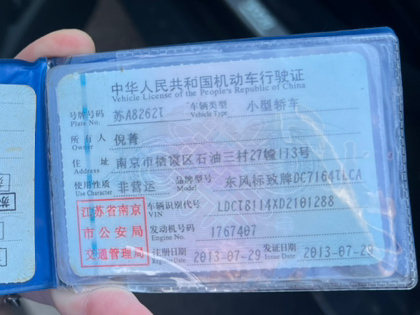 中华人民共和国机动车行驶证
Vehicle License of the People's Republic of China
号牌号码 Plate No. 苏A8262T 车辆类型 Vehicle Type 小型轿车
所有人 Owner 倪菁
住址 Address 南京市栖霞区石油三村27幢113号
使用性质 Use Character 非营运 品牌型号 Model 东风标致牌DC7164TLCA
江苏省南京市公安局交通管理局
车辆识别代号 VIN LDCT8114XD2101288
发动机号码 Engine No. 1767407
注册日期 Register Date 2013-07-29 发证日期 Issue Date 2013-07-29